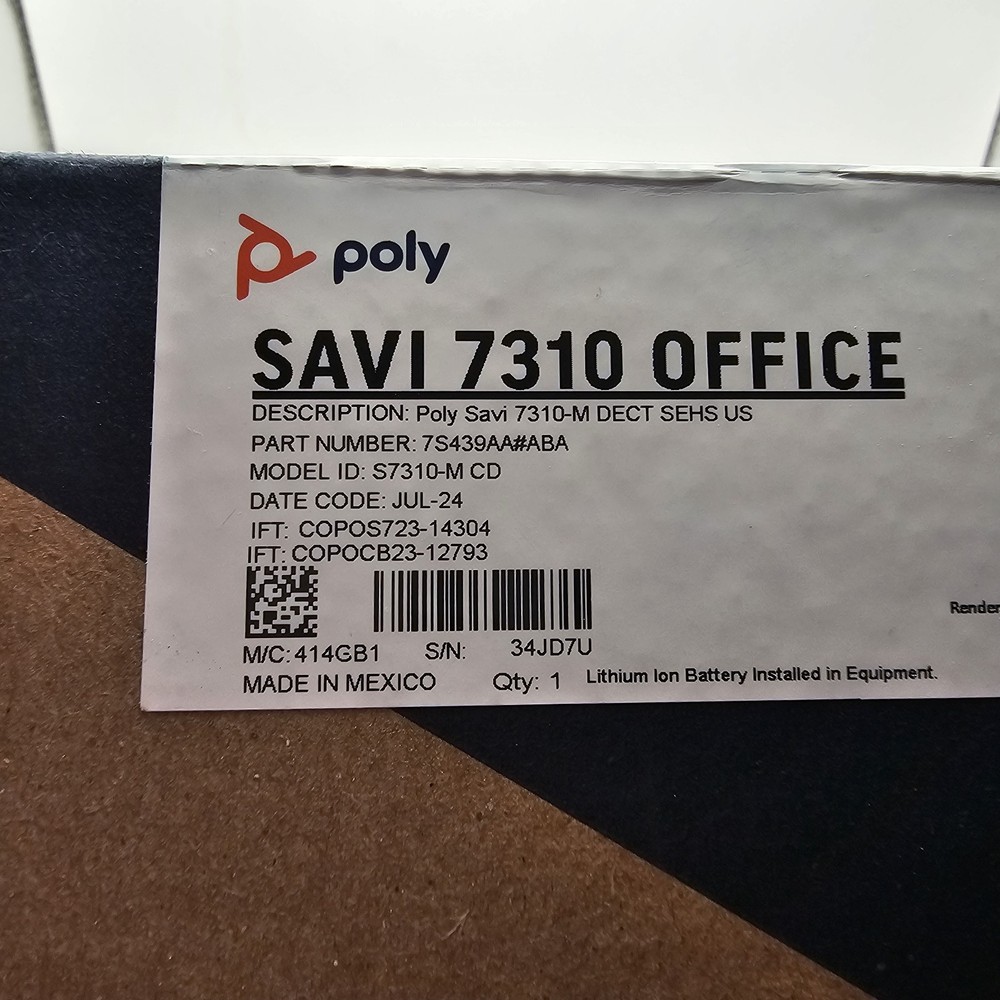 poly
SAVI 7310 OFFICE
DESCRIPTION: Poly Savi 7310-M DECT SEHS US
PART NUMBER: 7S439AA#ABA
MODEL ID: S7310-M CD
DATE CODE: JUL-24
IFT: COPOS723-14304
IFT: COPOCB23-12793
Render
M/C: 414GB1 S/N: 34JD7U
MADE IN MEXICO Qty: 1 Lithium Ion Battery Installed in Equipment.